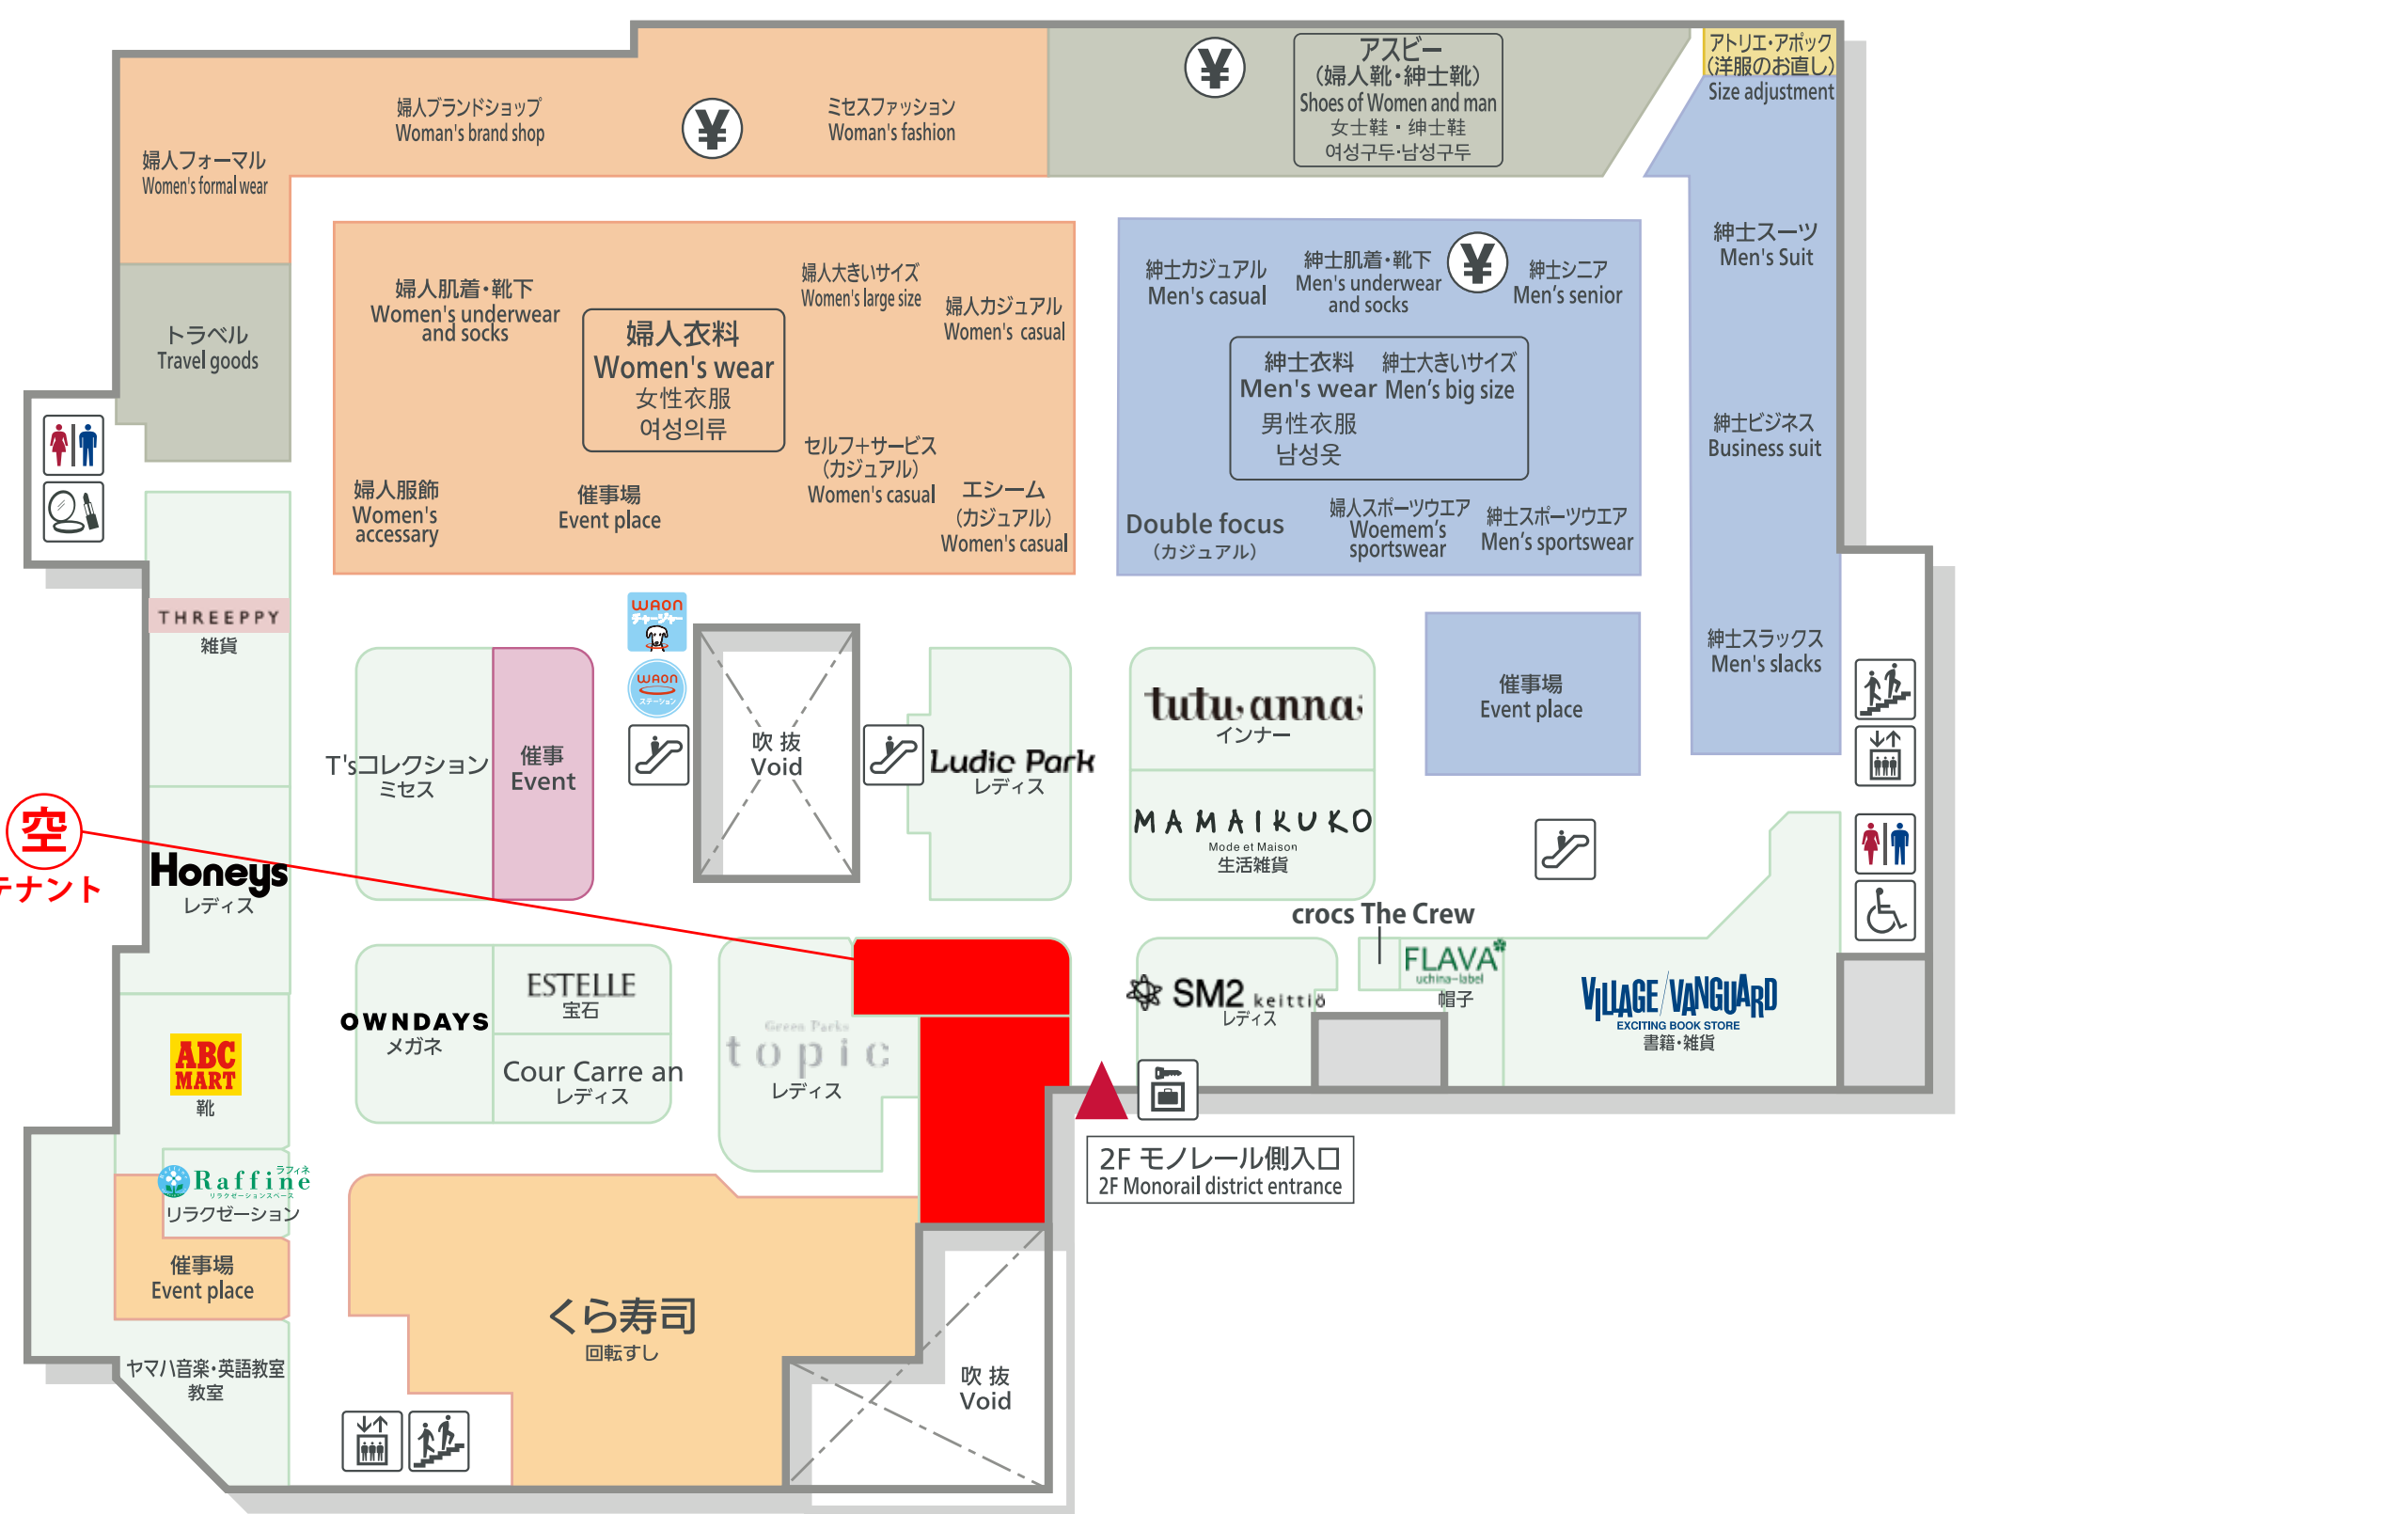 アトリエ・アポック
(洋服のお直し)
Size adjustment
¥
アスビー
(婦人靴・紳士靴)
Shoes of Women and man
女士鞋・绅士鞋
여성구두·남성구두
婦人ブランドショップ
Woman's brand shop
¥
ミセスファッション
Woman's fashion
婦人フォーマル
Women's formal wear
トラベル
Travel goods
婦人肌着・靴下
Women's underwear
and socks
婦人衣料
Women's wear
女性衣服
여성의류
婦人大きいサイズ
Women's large size
婦人カジュアル
Women's casual
セルフ+サービス
(カジュアル)
Women's casual
エシーム
(カジュアル)
Women's casual
婦人服飾
Women's
accessary
催事場
Event place
紳士カジュアル
Men's casual
紳士肌着・靴下
Men's underwear
and socks
¥
紳士シニア
Men's senior
紳士衣料
Men's wear
男性衣服
남성옷
紳士大きいサイズ
Men's big size
Double focus
(カジュアル)
婦人スポーツウエア
Woemem's
sportswear
紳士スポーツウエア
Men's sportswear
紳士スーツ
Men's Suit
紳士ビジネス
Business suit
紳士スラックス
Men's slacks
THREEPPY
雑貨
WAON
チャージャー
WAON
ステーション
T'sコレクション
ミセス
催事
Event
吹抜
Void
Ludic Park
レディス
tutuanna
インナー
MAMAIKUKO
Mode et Maison
生活雑貨
催事場
Event place
空
テナント
Honeys
レディス
crocs The Crew
FLAVA
uchina-label
帽子
VILLAGE/VANGUARD
EXCITING BOOK STORE
書籍・雑貨
SM2 keittiö
レディス
OWNDAYS
メガネ
ESTELLE
宝石
Cour Carre an
レディス
Green Parks
topic
レディス
ABC
MART
靴
ラフィネ
Raffine
リラクゼーションスペース
リラクゼーション
催事場
Event place
2F モノレール側入口
2F Monorail district entrance
くら寿司
回転すし
ヤマハ音楽・英語教室
教室
吹抜
Void